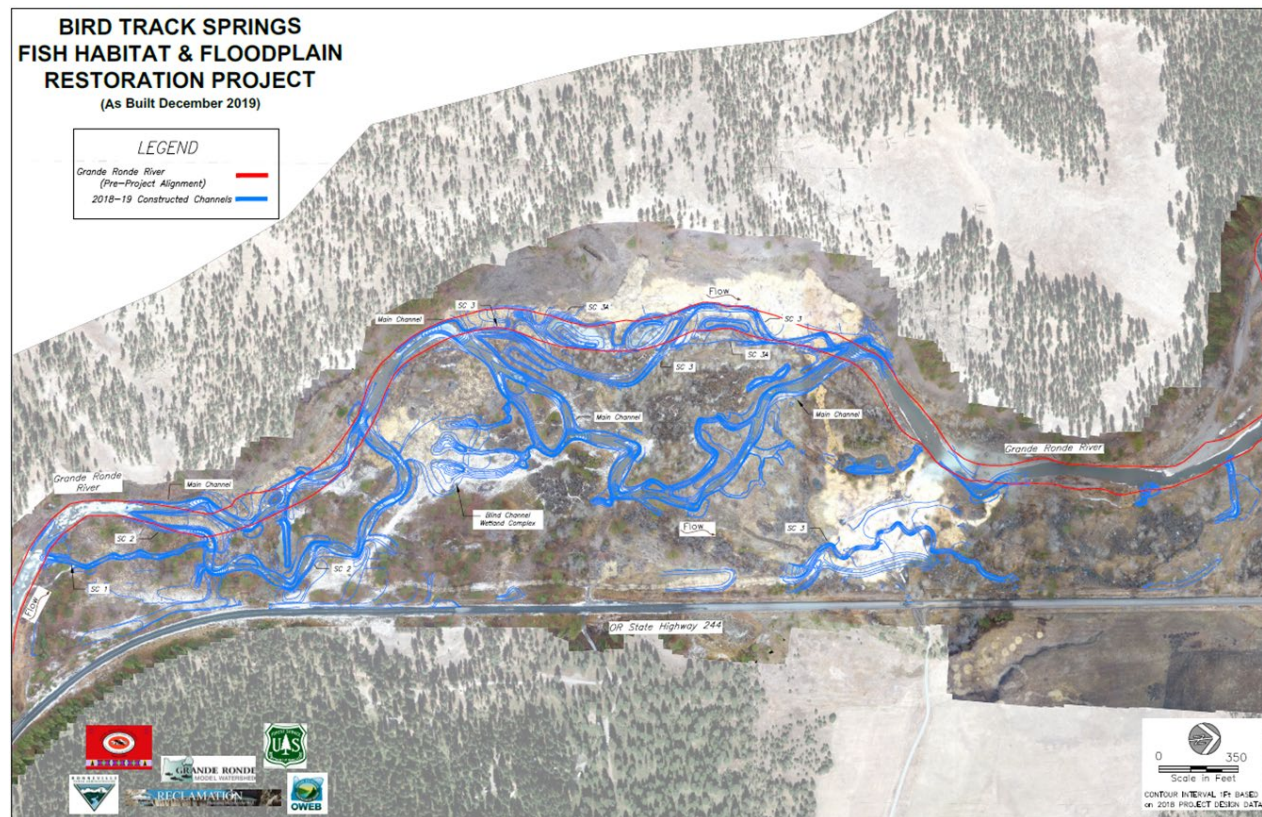 BIRD TRACK SPRINGS
FISH HABITAT & FLOODPLAIN
RESTORATION PROJECT
(As Built December 2019)
LEGEND
Grande Ronde River
(Pre-Project Alignment)
2018-19 Constructed Channels
Flow
SC 3
SC 3A
Main Channel
SC 3
SC 3A
SC 3
Main Channel
Main Channel
Grande Ronde River
Grande Ronde
River
Main Channel
Blind Channel
Wetland Complex
Flow
SC 3
SC 2
SC 2
SC 1
Flow
OR State Highway 244
FOREST SERVICE
US
GRANDE RONDE
MODEL WATERSHED
BONNEVILLE
RECLAMATION
OWEB
0 350
Scale in Feet
CONTOUR INTERVAL 1Ft BASED
on 2018 PROJECT DESIGN DATA